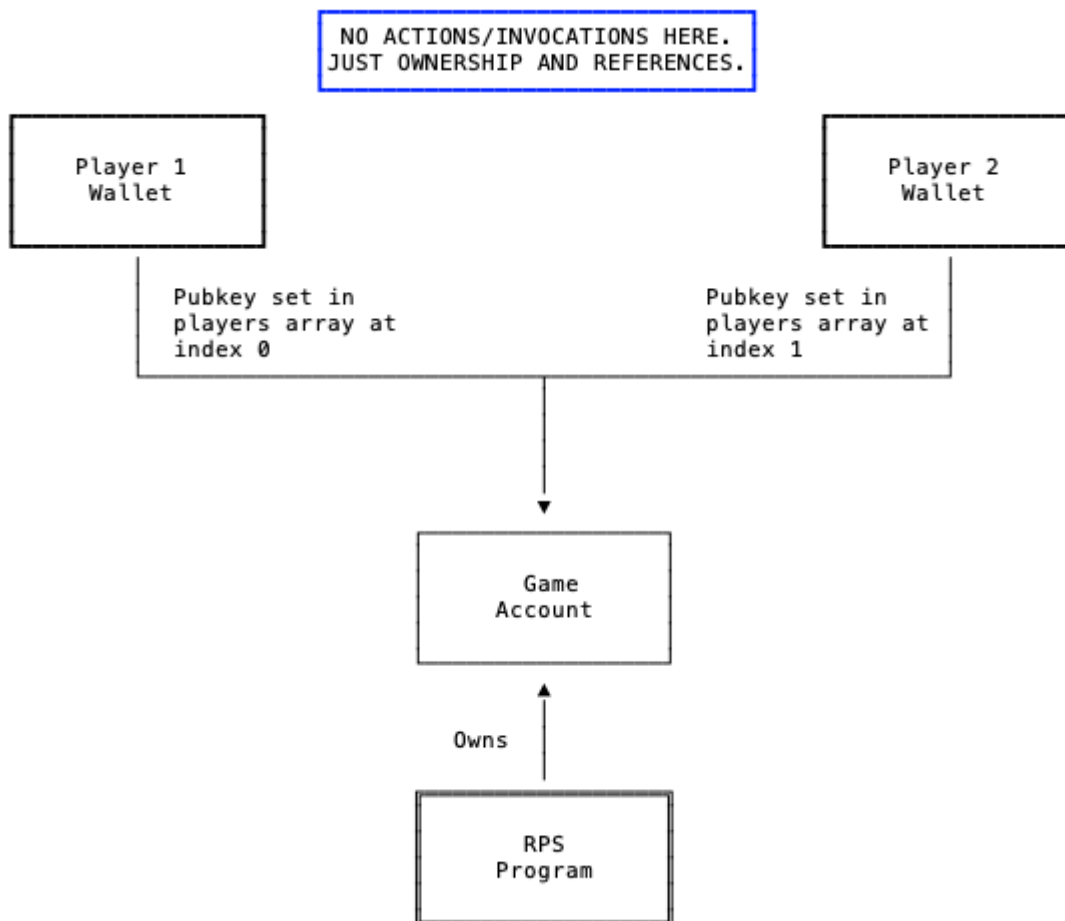 NO ACTIONS/INVOCATIONS HERE.
JUST OWNERSHIP AND REFERENCES.
Player 1
Wallet
Player 2
Wallet
Pubkey set in
players array at
index 0
Pubkey set in
players array at
index 1
Game
Account
Owns
RPS
Program